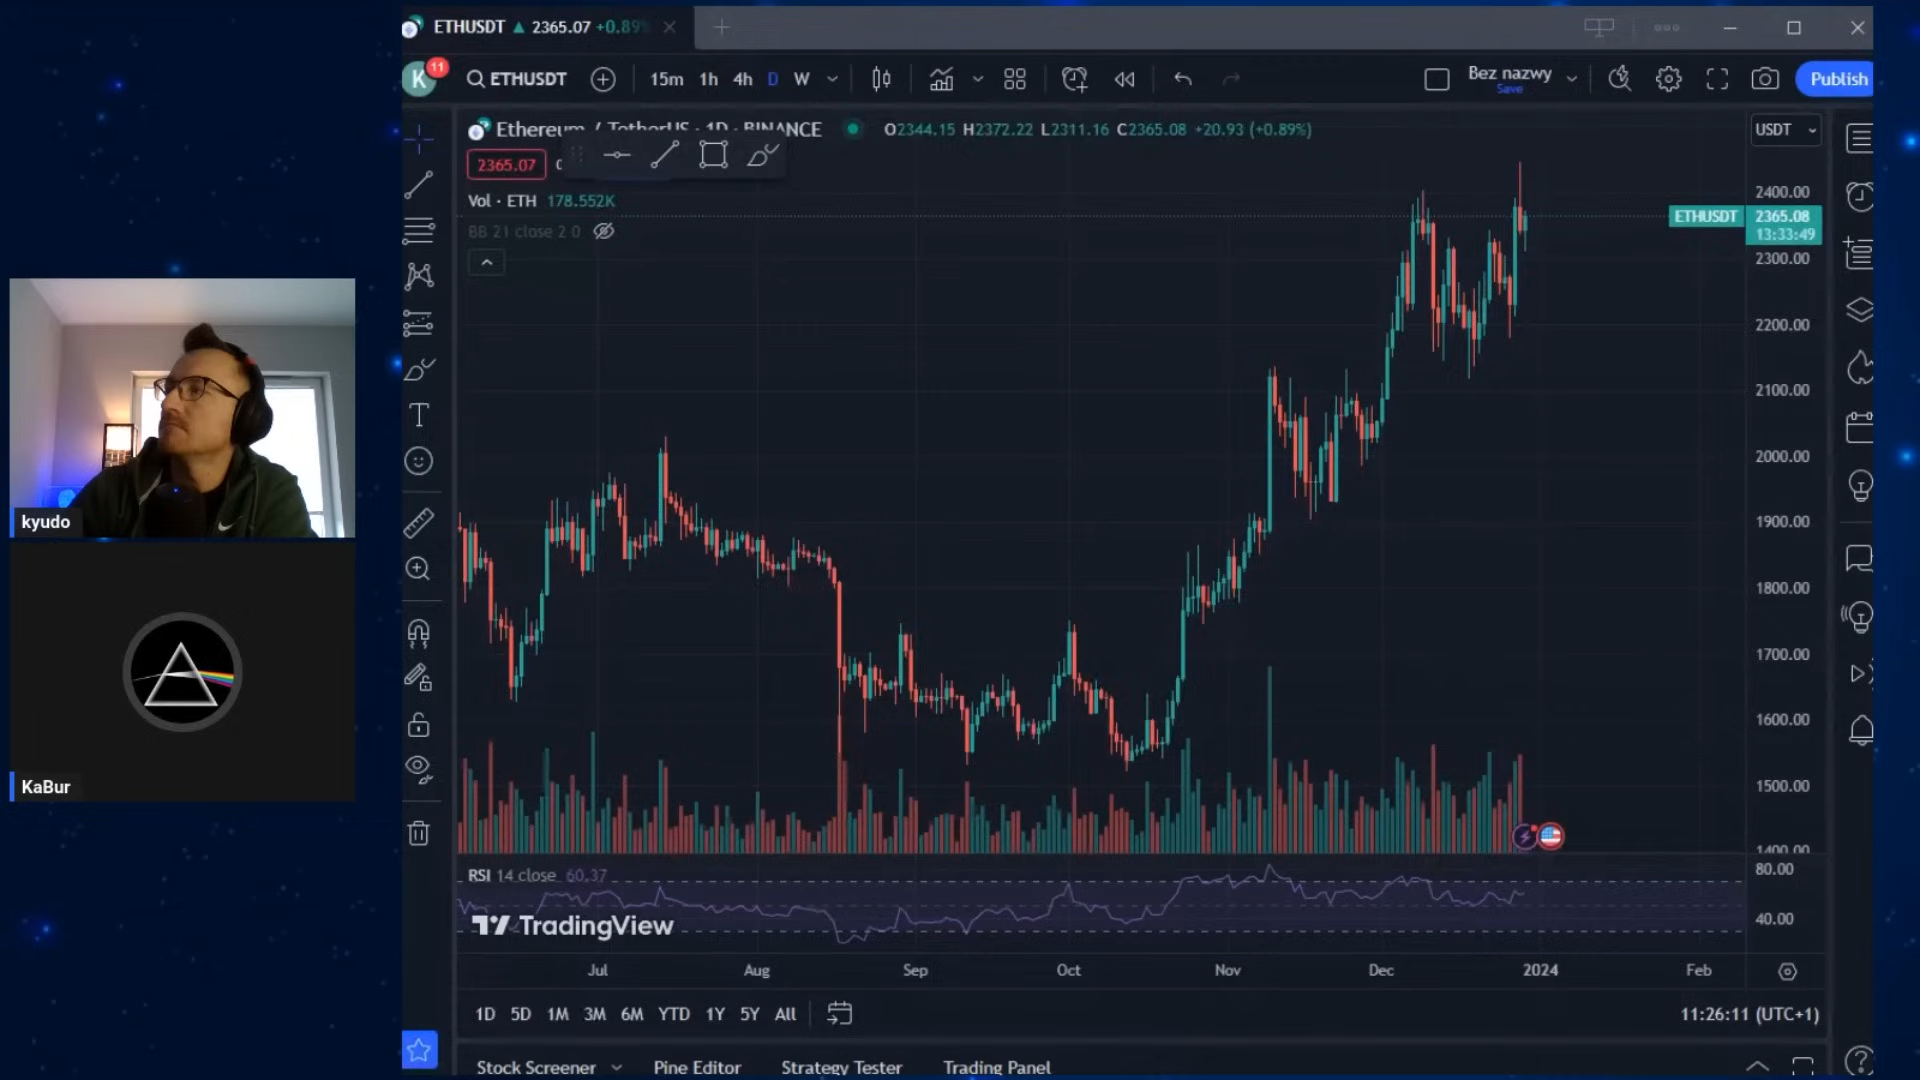 ETHUSDT ▲ 2365.07 +0.89%
K 11 ETHUSDT 15m 1h 4h D W Bez nazwy Save Publish
Ethereum / TetherUS · 1D · BINANCE O2344.15 H2372.22 L2311.16 C2365.08 +20.93 (+0.89%) USDT
2365.07 0
Vol · ETH 178.552K
BB 21 close 2 0
2400.00
ETHUSDT 2365.08
13:33:49
2300.00
2200.00
2100.00
2000.00
1900.00
1800.00
1700.00
1600.00
1500.00
1400.00
kyudo
KaBur
RSI 14 close 60.37
80.00
40.00
TradingView
Jul Aug Sep Oct Nov Dec 2024 Feb
1D 5D 1M 3M 6M YTD 1Y 5Y All 11:26:11 (UTC+1)
Stock Screener Pine Editor Strategy Tester Trading Panel